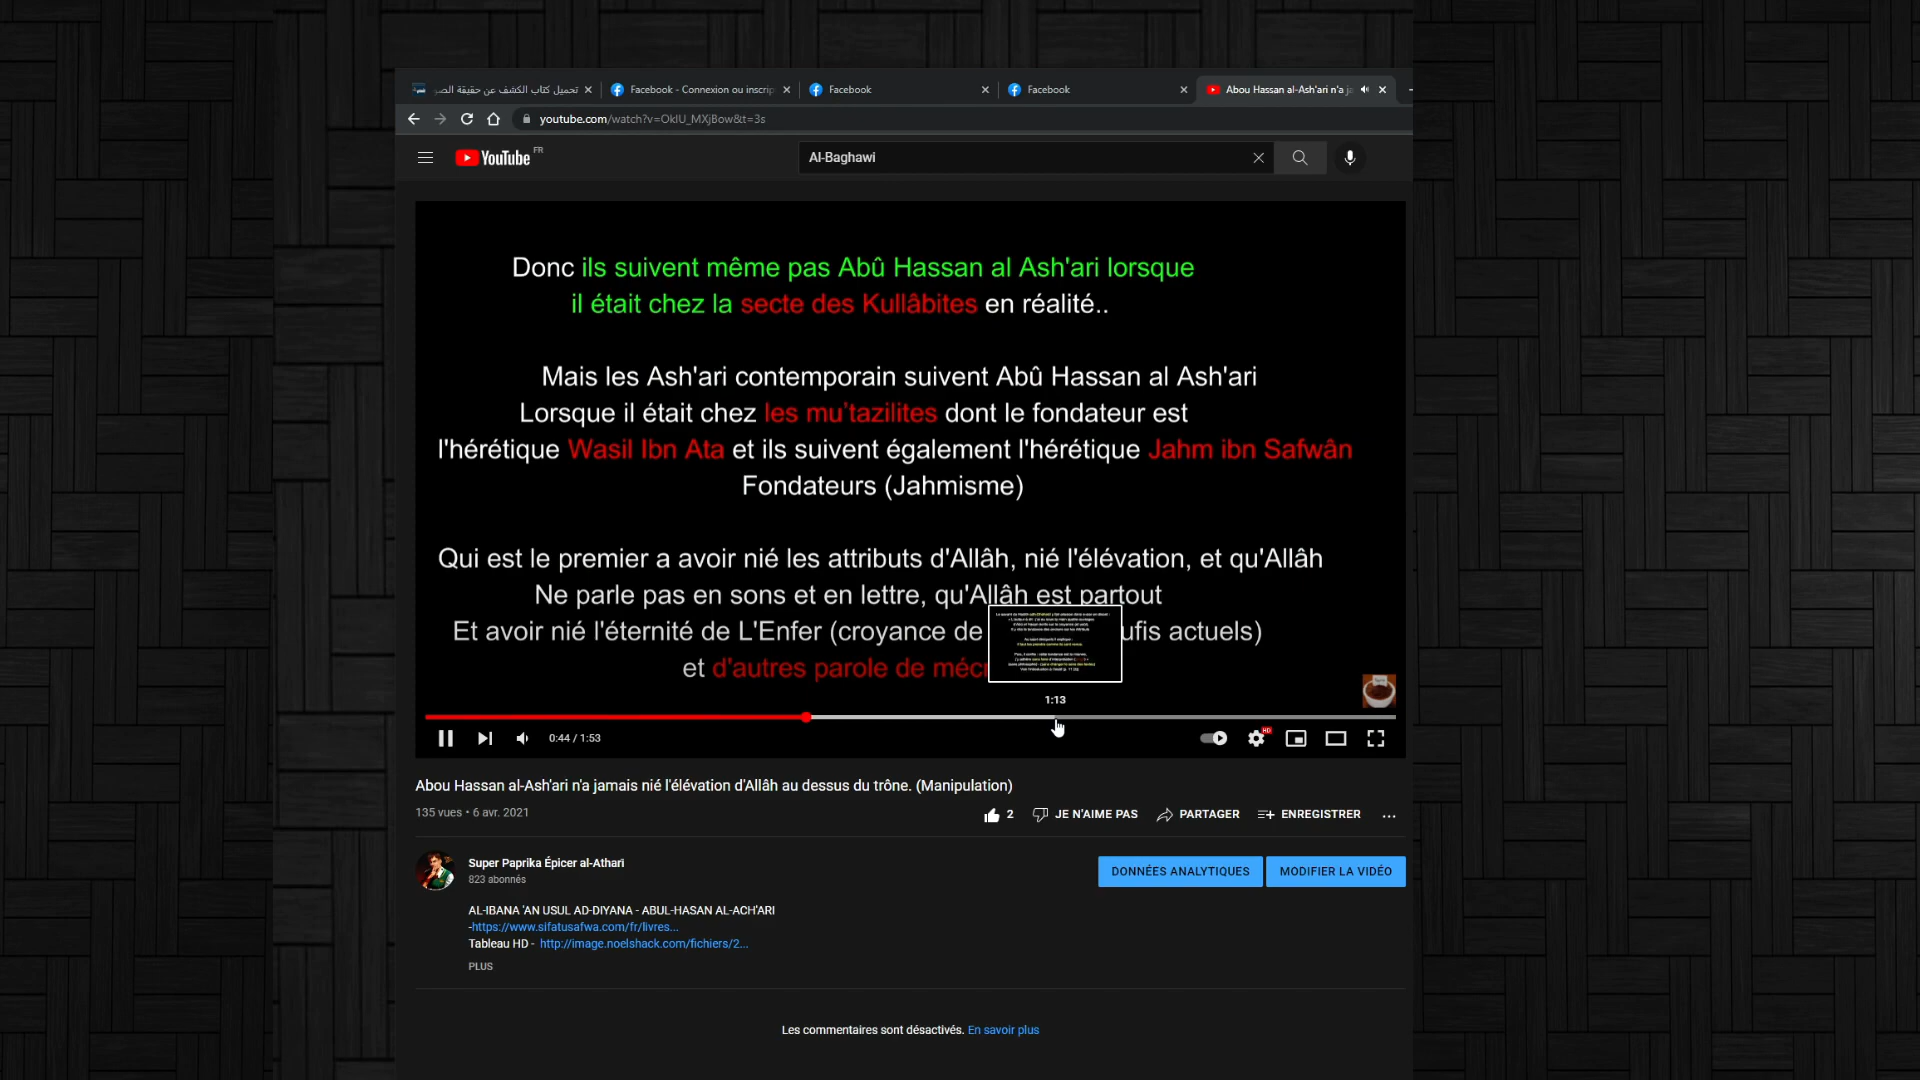 تحميل كتاب الكشف عن حقيقة الصو
Facebook - Connexion ou inscrip
Facebook
Facebook
Abou Hassan al-Ash'ari n'a ja
youtube.com/watch?v=OkIU_MXjBow&t=3s
YouTube FR
Al-Baghawi
Donc ils suivent même pas Abû Hassan al Ash'ari lorsque
il était chez la secte des Kullâbites en réalité..
Mais les Ash'ari contemporain suivent Abû Hassan al Ash'ari
Lorsque il était chez les mu'tazilites dont le fondateur est
l'hérétique Wasil Ibn Ata et ils suivent également l'hérétique Jahm ibn Safwân
Fondateurs (Jahmisme)
Qui est le premier a avoir nié les attributs d'Allâh, nié l'élévation, et qu'Allâh
Ne parle pas en sons et en lettre, qu'Allâh est partout
Et avoir nié l'éternité de L'Enfer (croyance de ufis actuels)
et d'autres parole de mécr
1:13
0:44 / 1:53
HD
Abou Hassan al-Ash'ari n'a jamais nié l'élévation d'Allâh au dessus du trône. (Manipulation)
135 vues • 6 avr. 2021
2 JE N'AIME PAS PARTAGER ENREGISTRER ...
Super Paprika Épicer al-Athari
823 abonnés
DONNÉES ANALYTIQUES MODIFIER LA VIDÉO
AL-IBANA 'AN USUL AD-DIYANA - ABUL-HASAN AL-ACH'ARI
-https://www.sifatusafwa.com/fr/livres...
Tableau HD - http://image.noelshack.com/fichiers/2...
PLUS
Les commentaires sont désactivés. En savoir plus